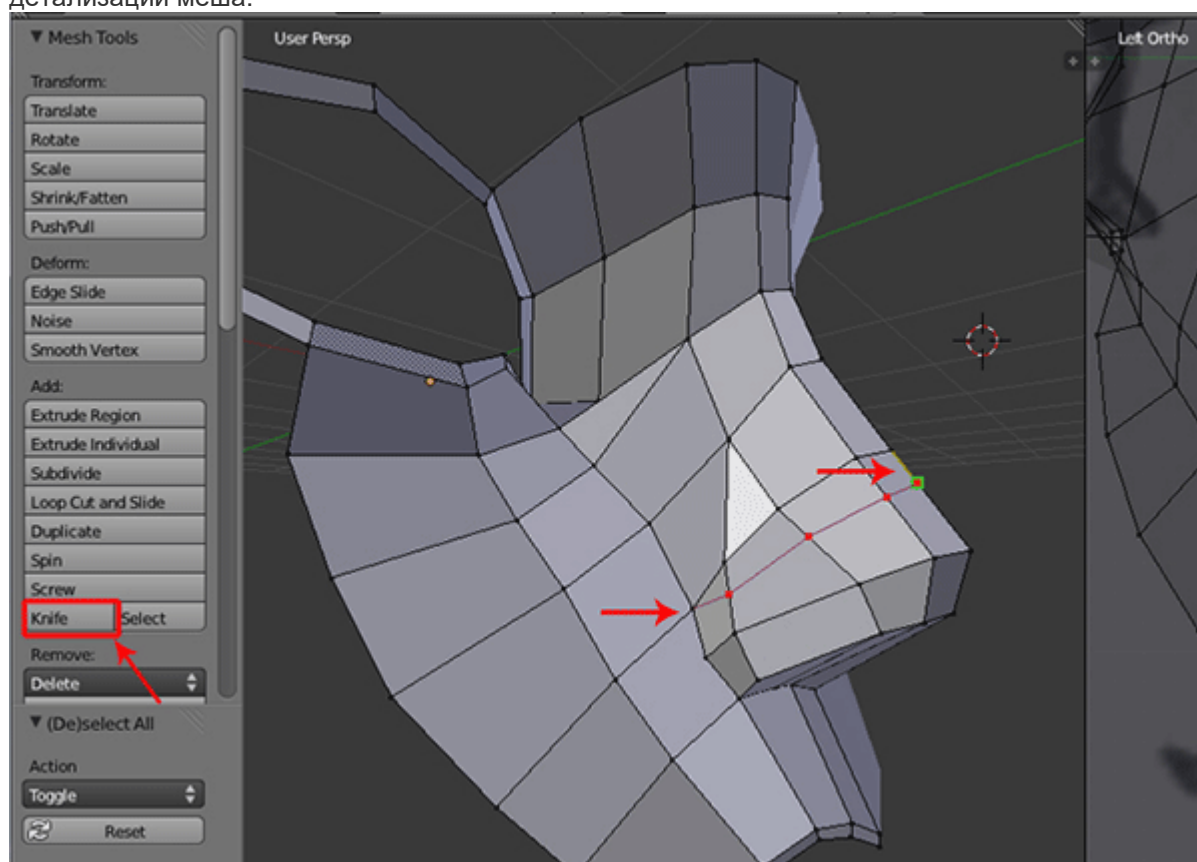 детализации меша.
▼ Mesh Tools
User Persp
Left Ortho
Transform:
Translate
Rotate
Scale
Shrink/Fatten
Push/Pull
Deform:
Edge Slide
Noise
Smooth Vertex
Add:
Extrude Region
Extrude Individual
Subdivide
Loop Cut and Slide
Duplicate
Spin
Screw
Knife Select
Remove:
Delete
▼ (De)select All
Action
Toggle
Reset